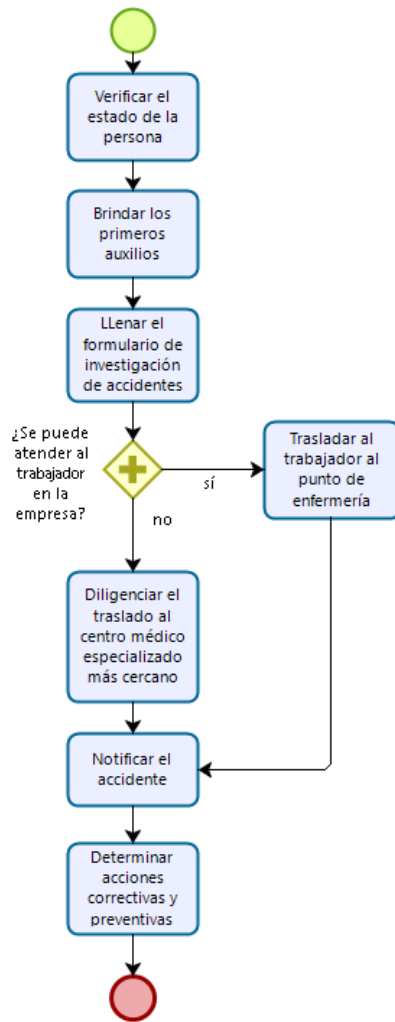 Verificar el
estado de la
persona
Brindar los
primeros
auxilios
LLenar el
formulario de
investigación
de accidentes
¿Se puede
atender al
trabajador
en la
empresa?
sí
no
Trasladar al
trabajador al
punto de
enfermería
Diligenciar el
traslado al
centro médico
especializado
más cercano
Notificar el
accidente
Determinar
acciones
correctivas y
preventivas